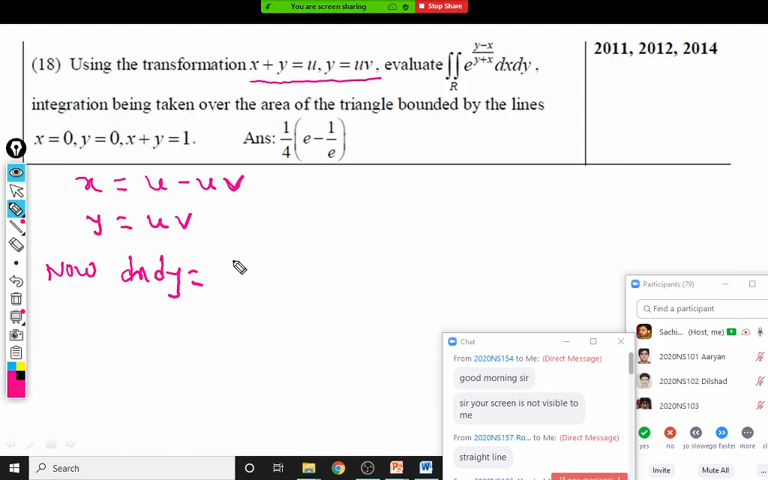 You are screen sharing
Stop Share
(18) Using the transformation x + y = u, y = uv, evaluate ∬_R e^((y−x)/(y+x)) dxdy,
integration being taken over the area of the triangle bounded by the lines
x = 0, y = 0, x + y = 1. Ans: 1/4 (e − 1/e)
2011, 2012, 2014
x = u − uv
y = uv
Now dxdy =
Participants (79)
Find a participant
Sachi... (Host, me)
2020NS101 Aaryan
2020NS102 Dilshad
2020NS103
yes no slower go faster more
Invite Mute All ...
Chat
From 2020NS154 to Me: (Direct Message)
good morning sir
sir your screen is not visible to
me
From 2020NS157 Ro... to Me: (Direct Message)
straight line
Search